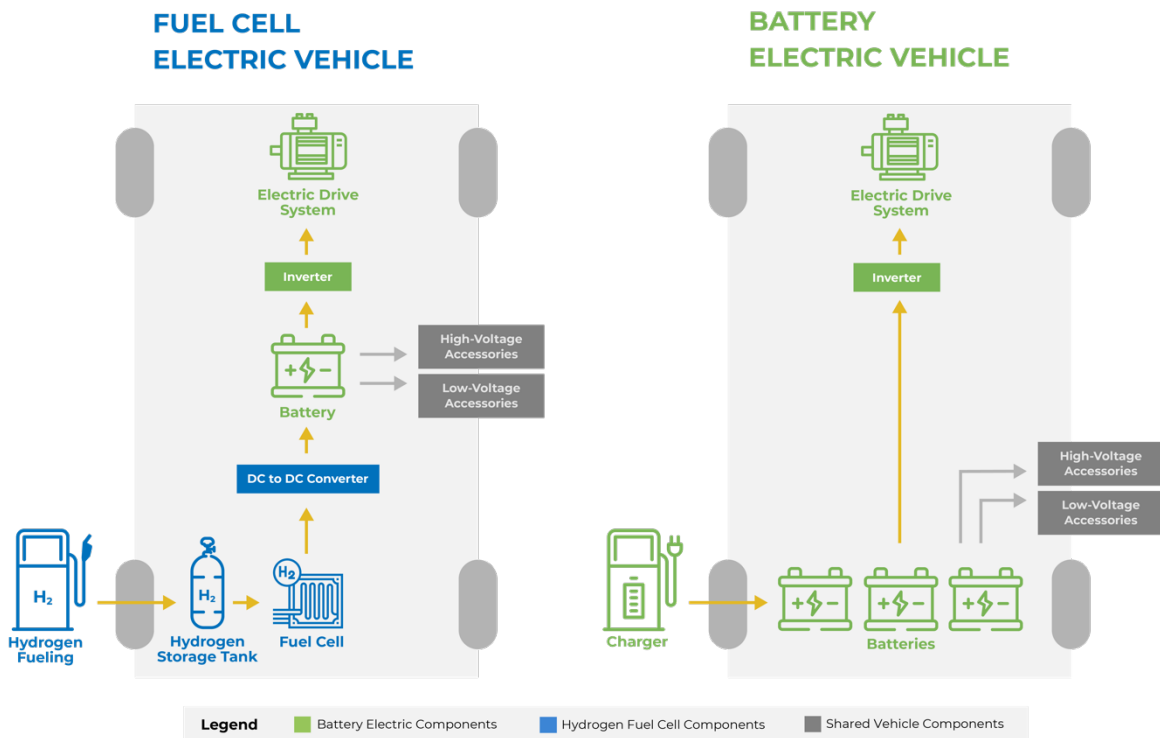 FUEL CELL
ELECTRIC VEHICLE
Electric Drive
System
Inverter
High-Voltage
Accessories
Low-Voltage
Accessories
Battery
DC to DC Converter
H2
Hydrogen
Fueling
H2
Hydrogen
Storage Tank
H2
Fuel Cell
BATTERY
ELECTRIC VEHICLE
Electric Drive
System
Inverter
High-Voltage
Accessories
Low-Voltage
Accessories
Charger
Batteries
Legend
Battery Electric Components
Hydrogen Fuel Cell Components
Shared Vehicle Components